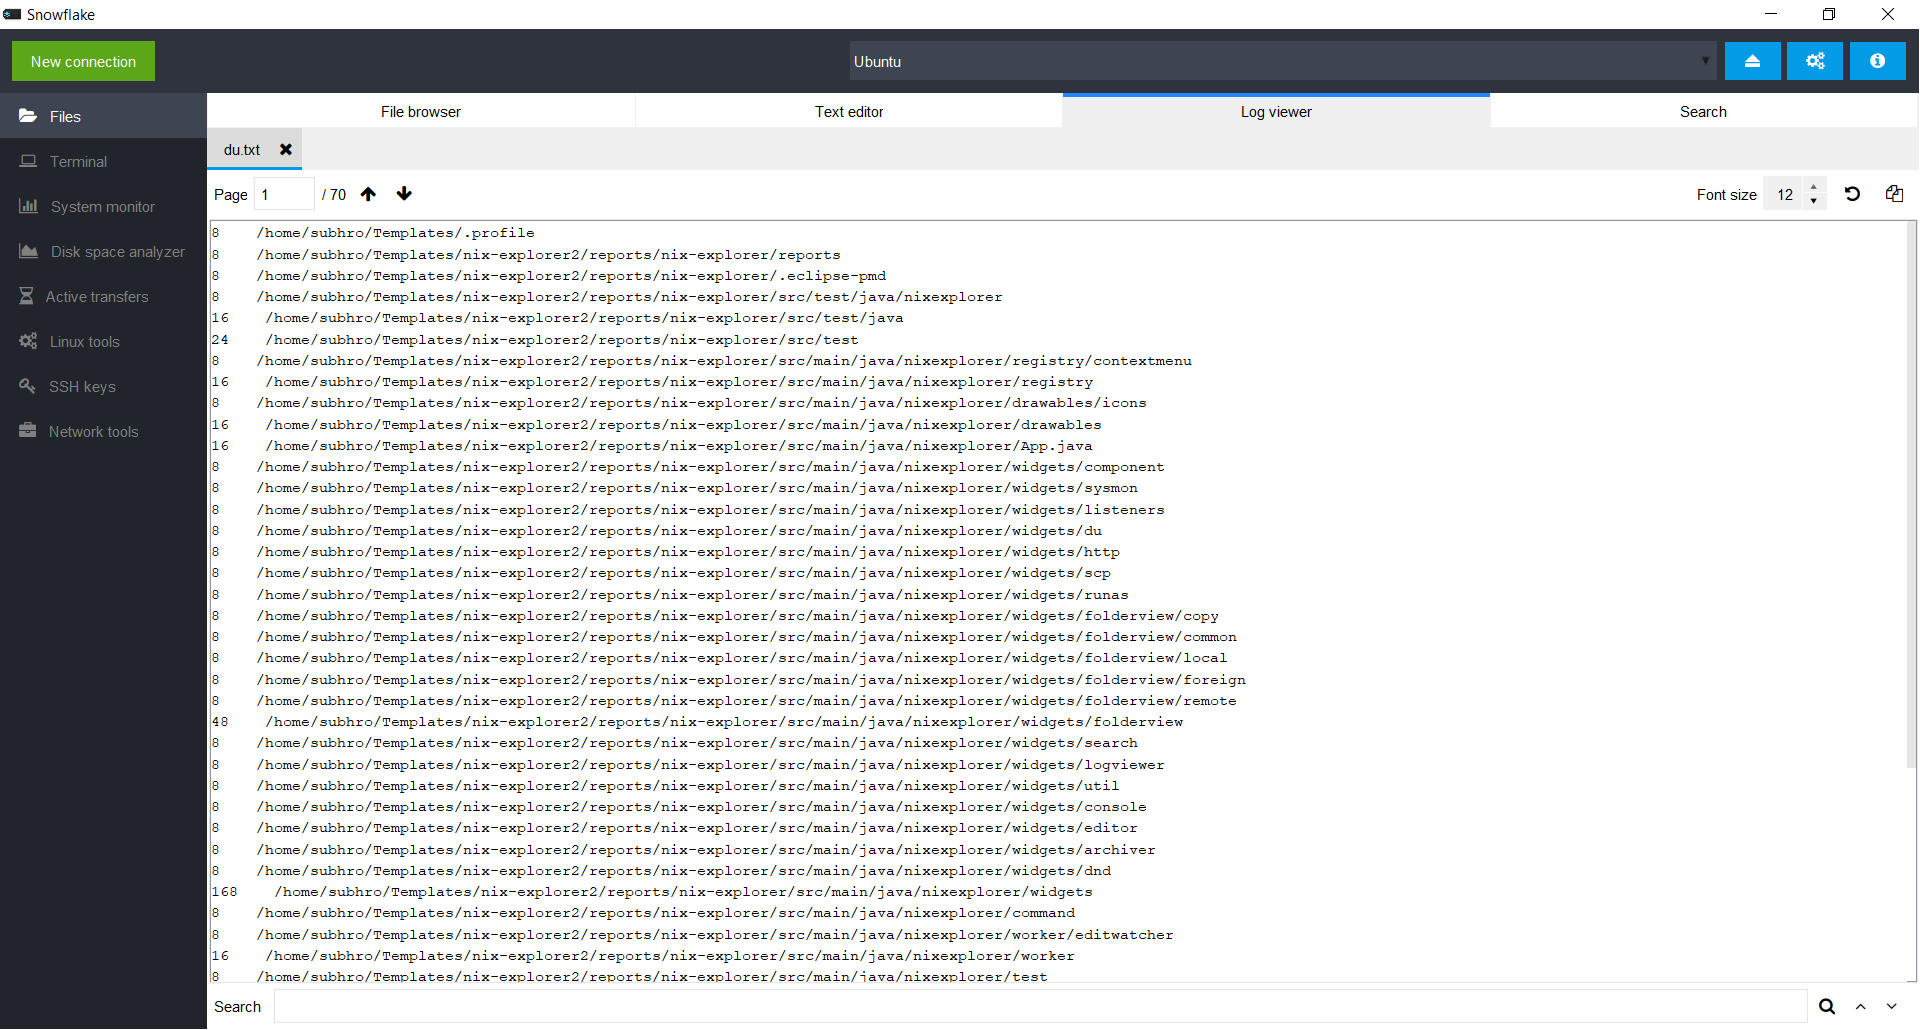 Snowflake
New connection
Ubuntu
Files
Terminal
System monitor
Disk space analyzer
Active transfers
Linux tools
SSH keys
Network tools
File browser
Text editor
Log viewer
Search
du.txt
Page 1 / 70
Font size 12
8 /home/subhro/Templates/.profile
8 /home/subhro/Templates/nix-explorer2/reports/nix-explorer/reports
8 /home/subhro/Templates/nix-explorer2/reports/nix-explorer/.eclipse-pmd
8 /home/subhro/Templates/nix-explorer2/reports/nix-explorer/src/test/java/nixexplorer
16 /home/subhro/Templates/nix-explorer2/reports/nix-explorer/src/test/java
24 /home/subhro/Templates/nix-explorer2/reports/nix-explorer/src/test
8 /home/subhro/Templates/nix-explorer2/reports/nix-explorer/src/main/java/nixexplorer/registry/contextmenu
16 /home/subhro/Templates/nix-explorer2/reports/nix-explorer/src/main/java/nixexplorer/registry
8 /home/subhro/Templates/nix-explorer2/reports/nix-explorer/src/main/java/nixexplorer/drawables/icons
16 /home/subhro/Templates/nix-explorer2/reports/nix-explorer/src/main/java/nixexplorer/drawables
16 /home/subhro/Templates/nix-explorer2/reports/nix-explorer/src/main/java/nixexplorer/App.java
8 /home/subhro/Templates/nix-explorer2/reports/nix-explorer/src/main/java/nixexplorer/widgets/component
8 /home/subhro/Templates/nix-explorer2/reports/nix-explorer/src/main/java/nixexplorer/widgets/sysmon
8 /home/subhro/Templates/nix-explorer2/reports/nix-explorer/src/main/java/nixexplorer/widgets/listeners
8 /home/subhro/Templates/nix-explorer2/reports/nix-explorer/src/main/java/nixexplorer/widgets/du
8 /home/subhro/Templates/nix-explorer2/reports/nix-explorer/src/main/java/nixexplorer/widgets/http
8 /home/subhro/Templates/nix-explorer2/reports/nix-explorer/src/main/java/nixexplorer/widgets/scp
8 /home/subhro/Templates/nix-explorer2/reports/nix-explorer/src/main/java/nixexplorer/widgets/runas
8 /home/subhro/Templates/nix-explorer2/reports/nix-explorer/src/main/java/nixexplorer/widgets/folderview/copy
8 /home/subhro/Templates/nix-explorer2/reports/nix-explorer/src/main/java/nixexplorer/widgets/folderview/common
8 /home/subhro/Templates/nix-explorer2/reports/nix-explorer/src/main/java/nixexplorer/widgets/folderview/local
8 /home/subhro/Templates/nix-explorer2/reports/nix-explorer/src/main/java/nixexplorer/widgets/folderview/foreign
8 /home/subhro/Templates/nix-explorer2/reports/nix-explorer/src/main/java/nixexplorer/widgets/folderview/remote
48 /home/subhro/Templates/nix-explorer2/reports/nix-explorer/src/main/java/nixexplorer/widgets/folderview
8 /home/subhro/Templates/nix-explorer2/reports/nix-explorer/src/main/java/nixexplorer/widgets/search
8 /home/subhro/Templates/nix-explorer2/reports/nix-explorer/src/main/java/nixexplorer/widgets/logviewer
8 /home/subhro/Templates/nix-explorer2/reports/nix-explorer/src/main/java/nixexplorer/widgets/util
8 /home/subhro/Templates/nix-explorer2/reports/nix-explorer/src/main/java/nixexplorer/widgets/console
8 /home/subhro/Templates/nix-explorer2/reports/nix-explorer/src/main/java/nixexplorer/widgets/editor
8 /home/subhro/Templates/nix-explorer2/reports/nix-explorer/src/main/java/nixexplorer/widgets/archiver
8 /home/subhro/Templates/nix-explorer2/reports/nix-explorer/src/main/java/nixexplorer/widgets/dnd
168 /home/subhro/Templates/nix-explorer2/reports/nix-explorer/src/main/java/nixexplorer/widgets
8 /home/subhro/Templates/nix-explorer2/reports/nix-explorer/src/main/java/nixexplorer/command
8 /home/subhro/Templates/nix-explorer2/reports/nix-explorer/src/main/java/nixexplorer/worker/editwatcher
16 /home/subhro/Templates/nix-explorer2/reports/nix-explorer/src/main/java/nixexplorer/worker
8 /home/subhro/Templates/nix-explorer2/reports/nix-explorer/src/main/java/nixexplorer/test
Search